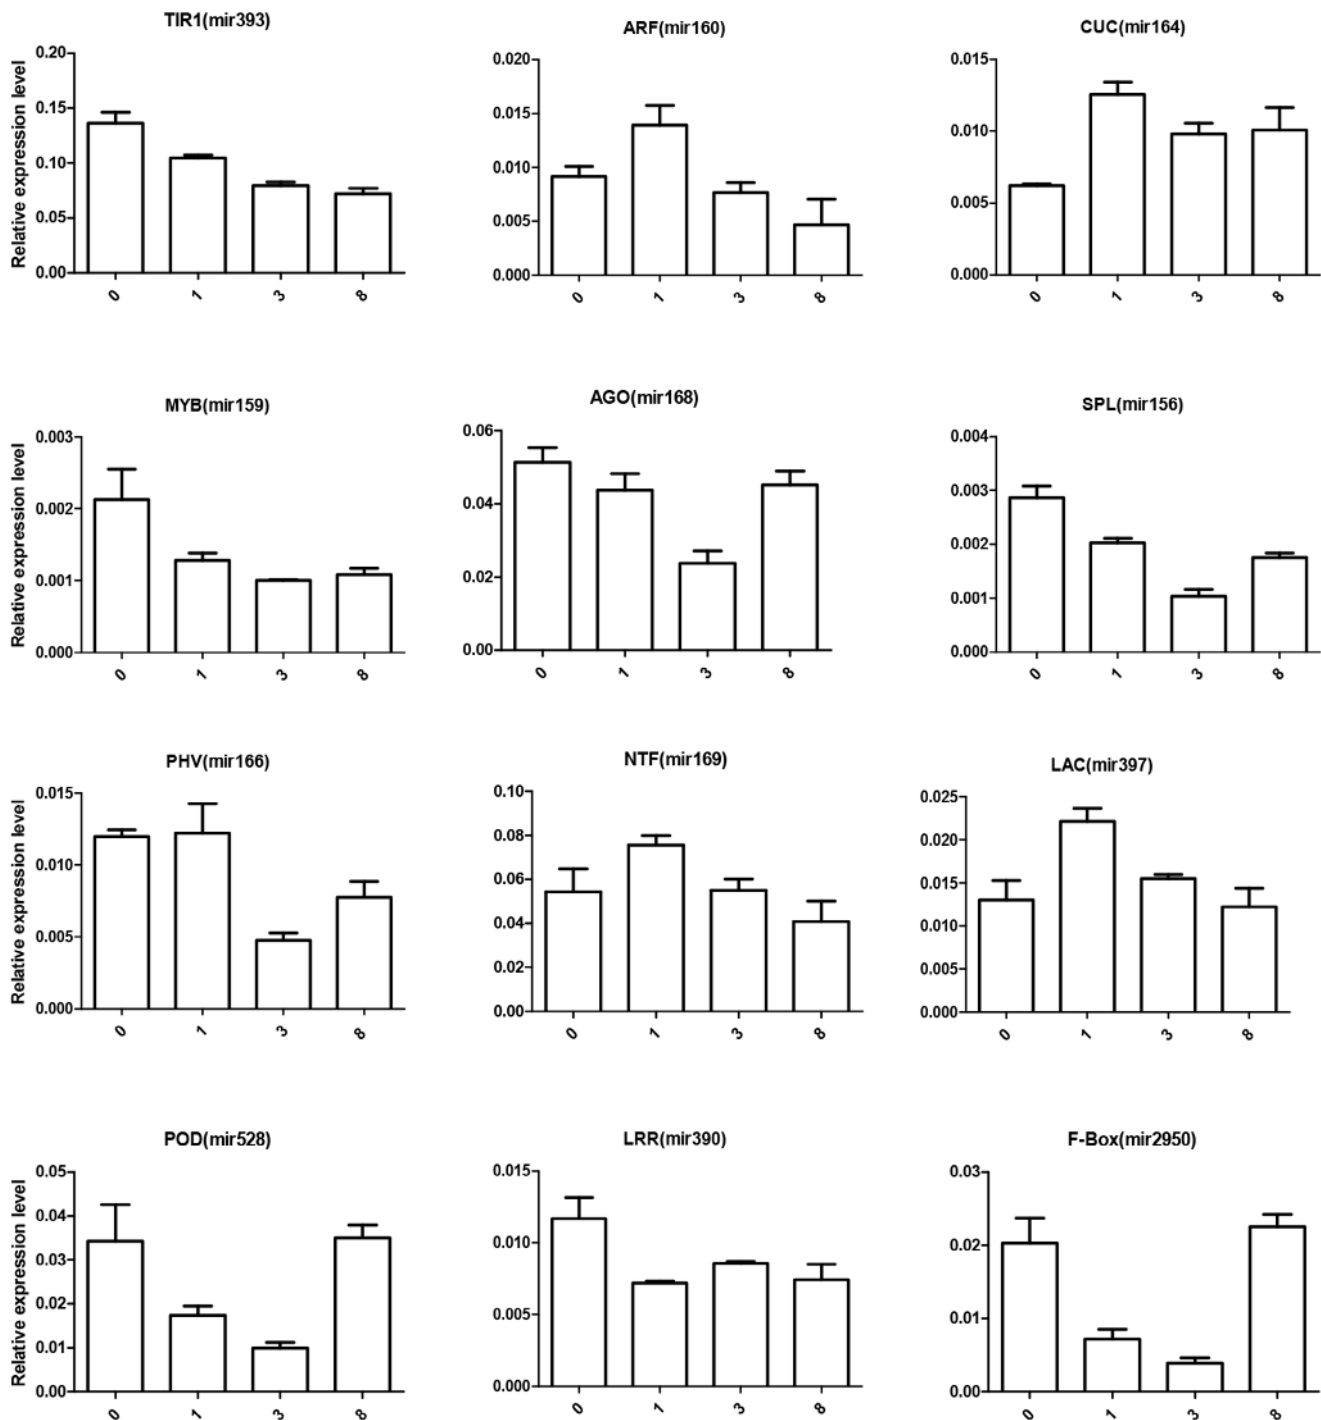 TIR1(mir393)
Relative expression level
0.20
0.15
0.10
0.05
0.00
0 1 3 8
ARF(mir160)
0.020
0.015
0.010
0.005
0.000
0 1 3 8
CUC(mir164)
0.015
0.010
0.005
0.000
0 1 3 8
MYB(mir159)
Relative expression level
0.003
0.002
0.001
0.000
0 1 3 8
AGO(mir168)
0.06
0.04
0.02
0.00
0 1 3 8
SPL(mir156)
0.004
0.003
0.002
0.001
0.000
0 1 3 8
PHV(mir166)
Relative expression level
0.015
0.010
0.005
0.000
0 1 3 8
NTF(mir169)
0.10
0.08
0.06
0.04
0.02
0.00
0 1 3 8
LAC(mir397)
0.025
0.020
0.015
0.010
0.005
0.000
0 1 3 8
POD(mir528)
Relative expression level
0.05
0.04
0.03
0.02
0.01
0.00
0 1 3 8
LRR(mir390)
0.015
0.010
0.005
0.000
0 1 3 8
F-Box(mir2950)
0.03
0.02
0.01
0.00
0 1 3 8